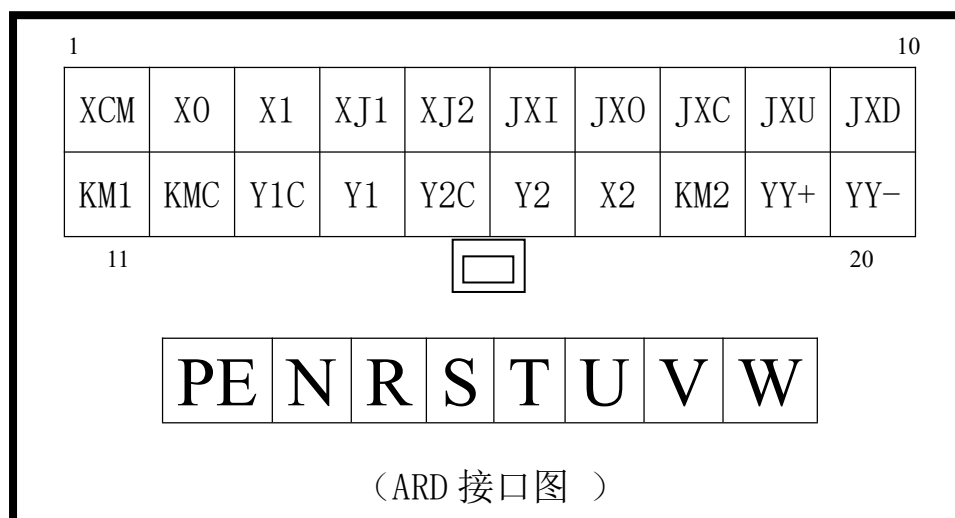 1 10
XCM X0 X1 XJ1 XJ2 JXI JXO JXC JXU JXD
KM1 KMC Y1C Y1 Y2C Y2 X2 KM2 YY+ YY-
11 20
PE N R S T U V W
（ARD 接口图 ）